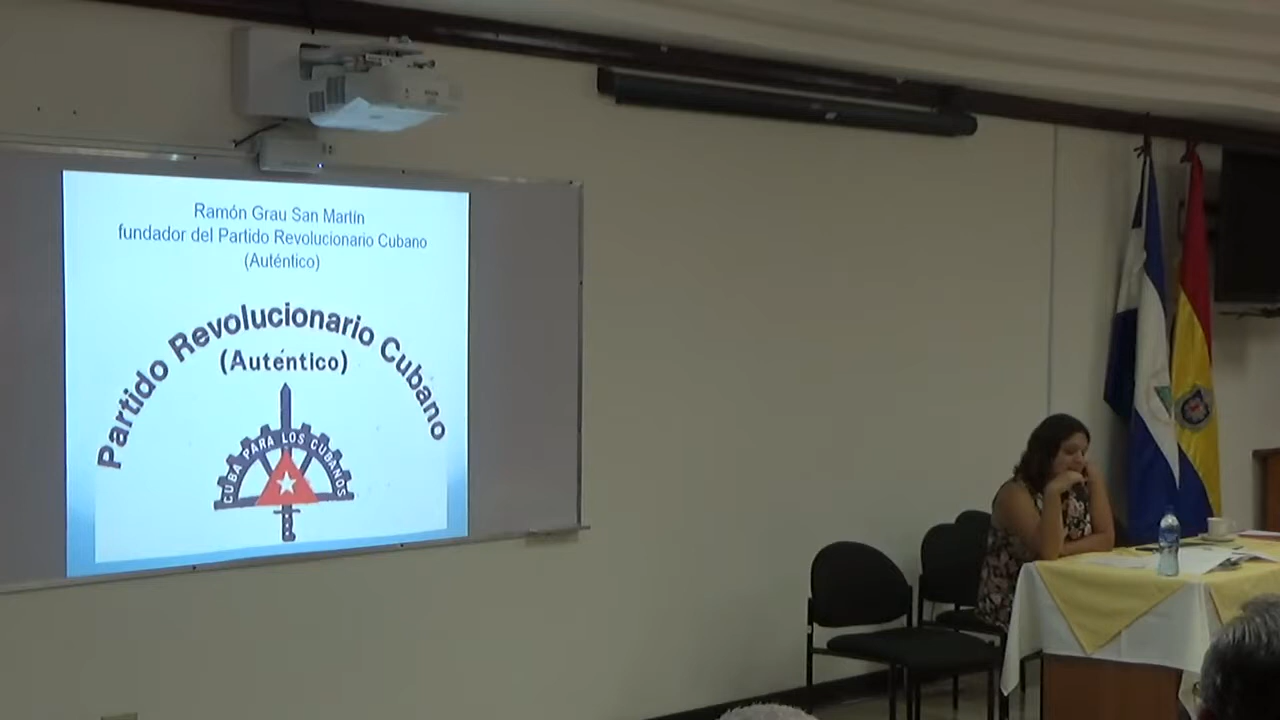 Ramón Grau San Martín
fundador del Partido Revolucionario Cubano
(Auténtico)
Partido Revolucionario Cubano
(Auténtico)
CUBA PARA LOS CUBANOS